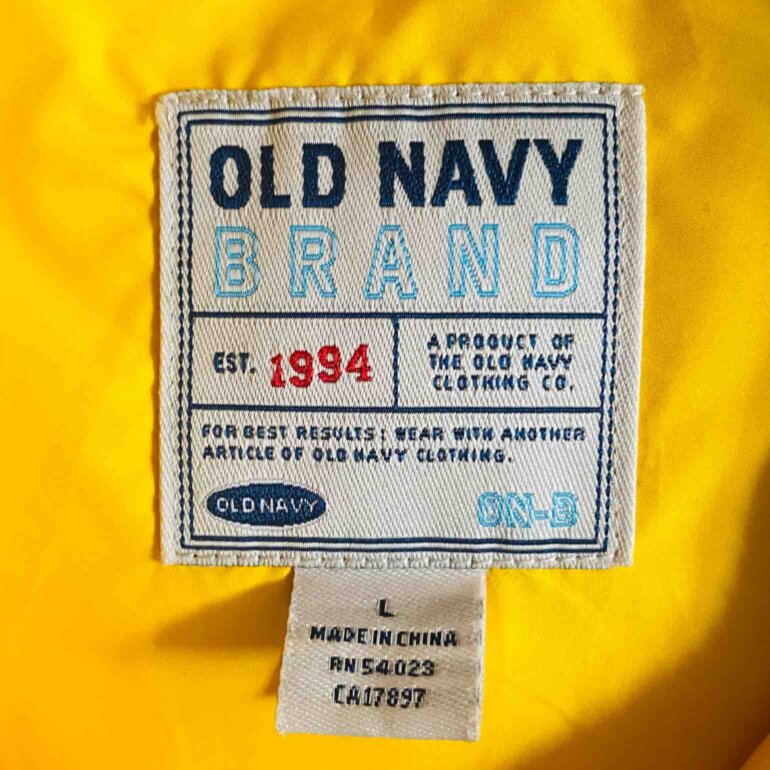 OLD NAVY
BRAND
EST. 1994
A PRODUCT OF
THE OLD NAVY
CLOTHING CO.
FOR BEST RESULTS: WEAR WITH ANOTHER
ARTICLE OF OLD NAVY CLOTHING.
OLD NAVY
ON-B
L
MADE IN CHINA
RN 54023
CA17897